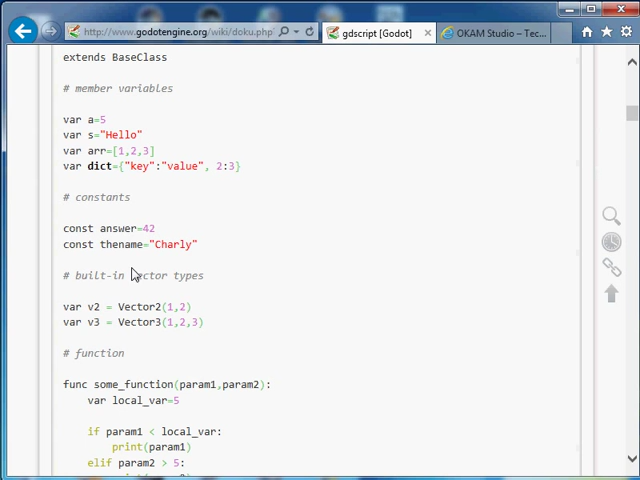 http://www.godotengine.org/wiki/doku.php
gdscript [Godot]
OKAM Studio – Tec...
extends BaseClass
# member variables
var a=5
var s="Hello"
var arr=[1,2,3]
var dict={"key":"value", 2:3}
# constants
const answer=42
const thename="Charly"
# built-in vector types
var v2 = Vector2(1,2)
var v3 = Vector3(1,2,3)
# function
func some_function(param1,param2):
var local_var=5
if param1 < local_var:
print(param1)
elif param2 > 5: